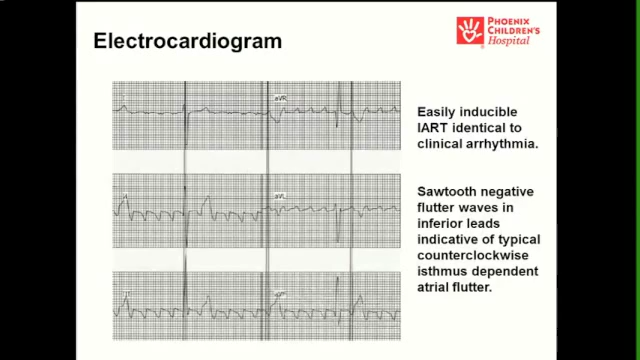 Electrocardiogram
PHOENIX
CHILDREN'S
Hospital
aVR
Easily inducible
IART identical to
clinical arrhythmia.
aVL
Sawtooth negative
flutter waves in
inferior leads
indicative of typical
counterclockwise
isthmus dependent
atrial flutter.